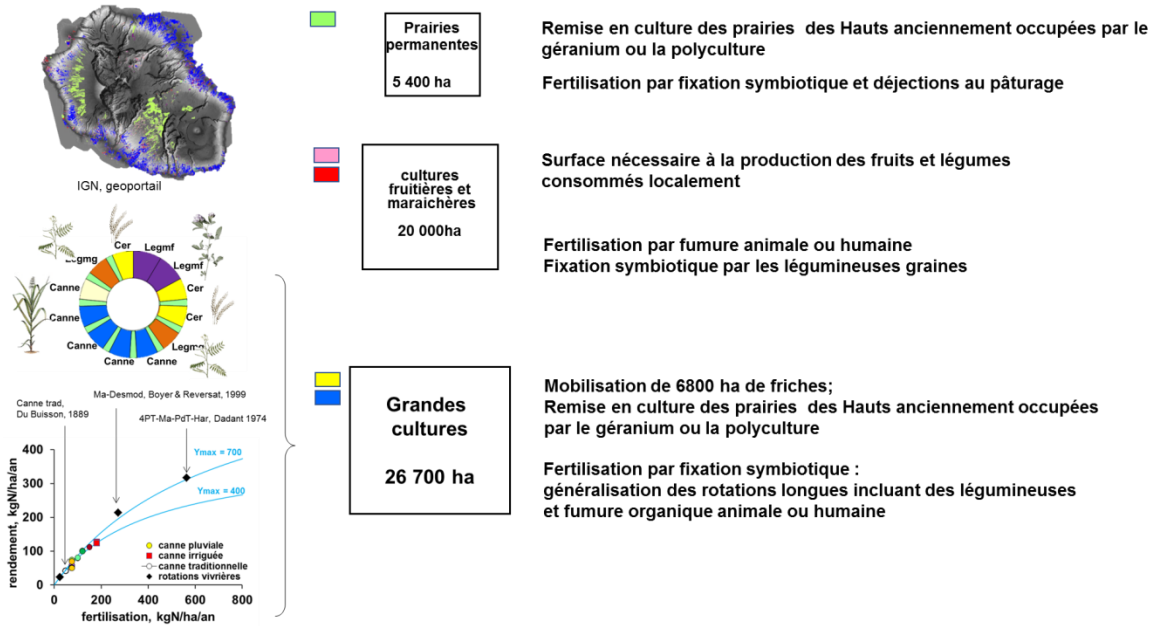 IGN, geoportail
Prairies
permanentes
5 400 ha
Remise en culture des prairies des Hauts anciennement occupées par le
géranium ou la polyculture
Fertilisation par fixation symbiotique et déjections au pâturage
cultures
fruitières et
maraichères
20 000ha
Surface nécessaire à la production des fruits et légumes
consommés localement
Fertilisation par fumure animale ou humaine
Fixation symbiotique par les légumineuses graines
Cer
Legmf
Legmf
Cer
Cer
Legmg
Canne
Canne
Canne
Canne
Canne
Legmg
Grandes
cultures
26 700 ha
Mobilisation de 6800 ha de friches;
Remise en culture des prairies des Hauts anciennement occupées
par le géranium ou la polyculture
Fertilisation par fixation symbiotique :
généralisation des rotations longues incluant des légumineuses
et fumure organique animale ou humaine
Canne trad,
Du Buisson, 1889
Ma-Desmod, Boyer & Reversat, 1999
4PT-Ma-PdT-Har, Dadant 1974
Ymax = 700
Ymax = 400
rendement, kgN/ha/an
400
300
200
100
0
canne pluviale
canne irriguée
canne traditionnelle
rotations vivrières
0 200 400 600 800
fertilisation, kgN/ha/an